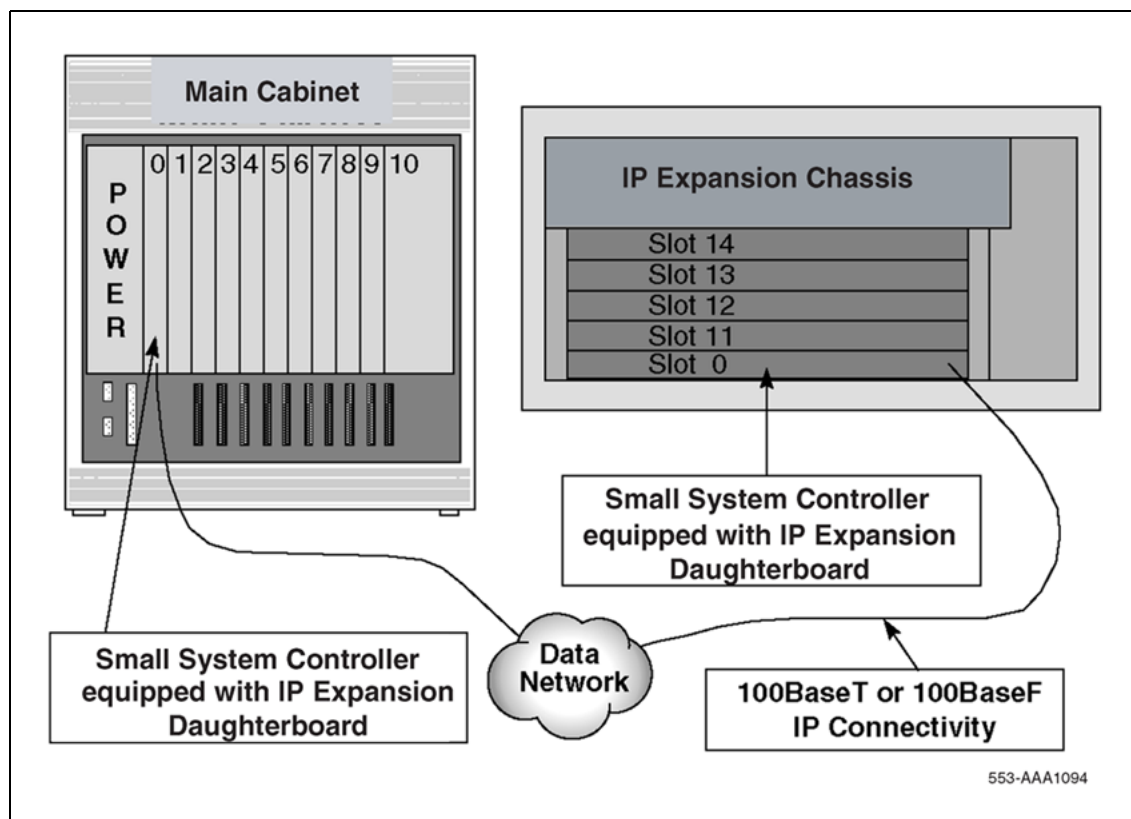 Main Cabinet
POWER
0 1 2 3 4 5 6 7 8 9 10
IP Expansion Chassis
Slot 14
Slot 13
Slot 12
Slot 11
Slot 0
Small System Controller
equipped with IP Expansion
Daughterboard
Small System Controller
equipped with IP Expansion
Daughterboard
Data
Network
100BaseT or 100BaseF
IP Connectivity
553-AAA1094